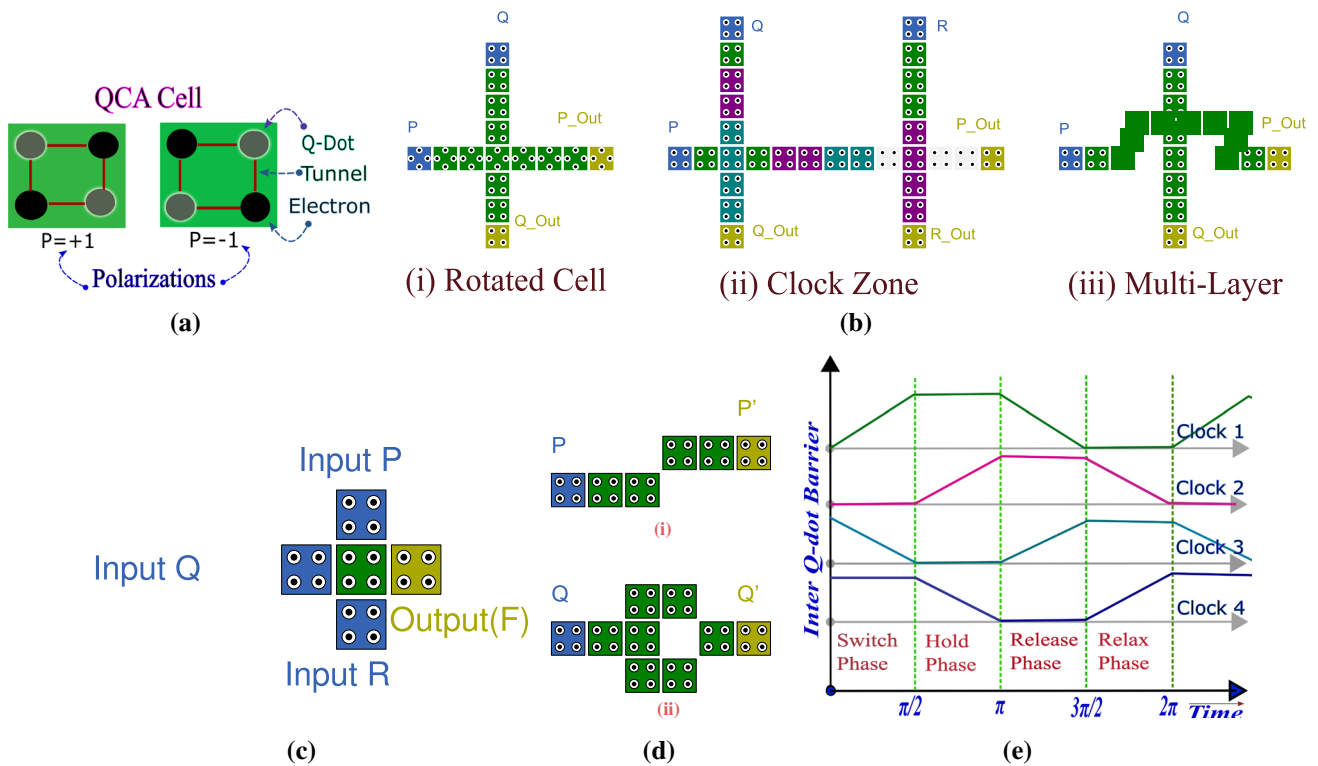 QCA Cell
Q-Dot
Tunnel
Electron
P=+1
P=-1
Polarizations
(a)
Q
P
P_Out
Q_Out
(i) Rotated Cell
Q
R
P
P_Out
Q_Out
R_Out
(ii) Clock Zone
Q
P
P_Out
Q_Out
(iii) Multi-Layer
(b)
Input P
Input Q
Output(F)
Input R
(c)
P
P'
(i)
Q
Q'
(ii)
(d)
Inter Q-dot Barrier
Clock 1
Clock 2
Clock 3
Clock 4
Switch
Phase
Hold
Phase
Release
Phase
Relax
Phase
π/2
π
3π/2
2π
Time
(e)